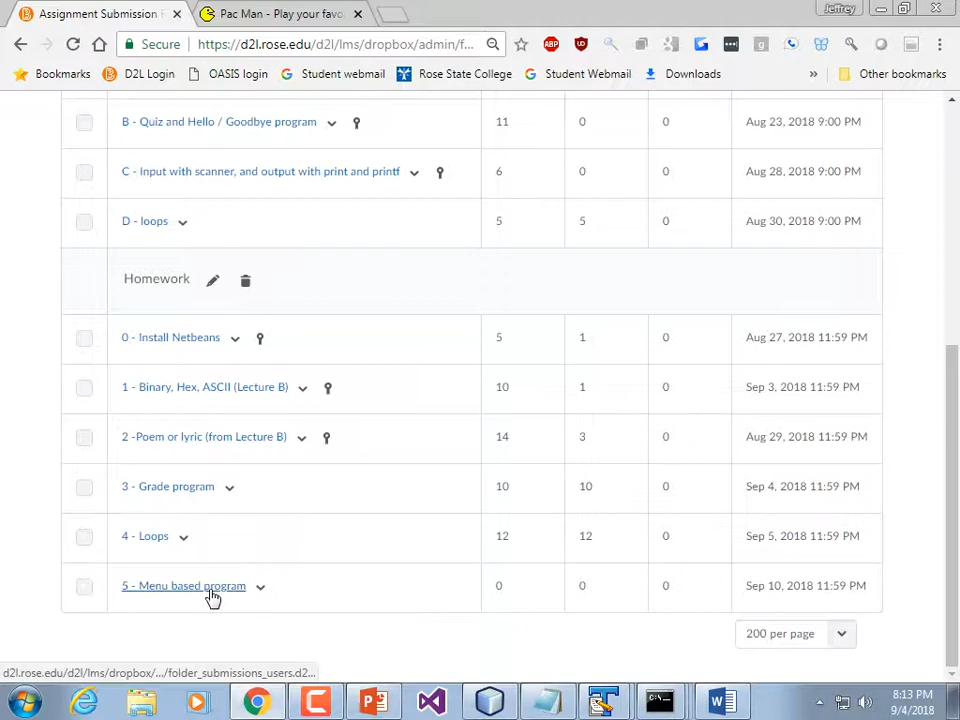 Assignment Submission
Pac Man - Play your favo
Jeffrey
Secure
https://d2l.rose.edu/d2l/lms/dropbox/admin/f...
Bookmarks
D2L Login
OASIS login
Student webmail
Rose State College
Student Webmail
Downloads
»
Other bookmarks
B - Quiz and Hello / Goodbye program 11 0 0 Aug 23, 2018 9:00 PM
C - Input with scanner, and output with print and printf 6 0 0 Aug 28, 2018 9:00 PM
D - loops 5 5 0 Aug 30, 2018 9:00 PM
Homework
0 - Install Netbeans 5 1 0 Aug 27, 2018 11:59 PM
1 - Binary, Hex, ASCII (Lecture B) 10 1 0 Sep 3, 2018 11:59 PM
2 -Poem or lyric (from Lecture B) 14 3 0 Aug 29, 2018 11:59 PM
3 - Grade program 10 10 0 Sep 4, 2018 11:59 PM
4 - Loops 12 12 0 Sep 5, 2018 11:59 PM
5 - Menu based program 0 0 0 Sep 10, 2018 11:59 PM
200 per page
d2l.rose.edu/d2l/lms/dropbox/.../folder_submissions_users.d2...
8:13 PM
9/4/2018